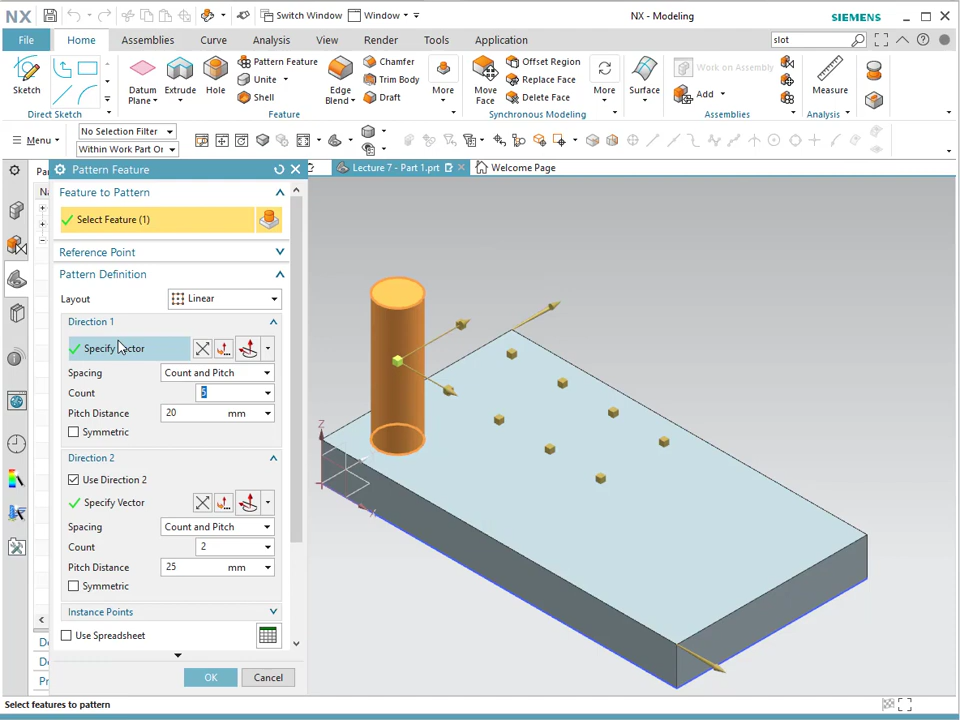 NX
Switch Window
Window
NX - Modeling
SIEMENS
File
Home
Assemblies
Curve
Analysis
View
Render
Tools
Application
slot
Sketch
Direct Sketch
Datum
Plane
Extrude
Hole
Pattern Feature
Unite
Shell
Edge
Blend
Chamfer
Trim Body
Draft
More
Feature
Move
Face
Offset Region
Replace Face
Delete Face
More
Synchronous Modeling
Surface
Work on Assembly
Add
Assemblies
Measure
Analysis
Menu
No Selection Filter
Within Work Part Or
Pattern Feature
Pa
Lecture 7 - Part 1.prt
Welcome Page
Na
Feature to Pattern
Select Feature (1)
Reference Point
Pattern Definition
Layout
Linear
Direction 1
Specify Vector
Spacing
Count and Pitch
Count
5
Pitch Distance
20
mm
Symmetric
Direction 2
Use Direction 2
Specify Vector
Spacing
Count and Pitch
Count
2
Pitch Distance
25
mm
Symmetric
Instance Points
Use Spreadsheet
De
De
Pr
OK
Cancel
Z
X
Select features to pattern